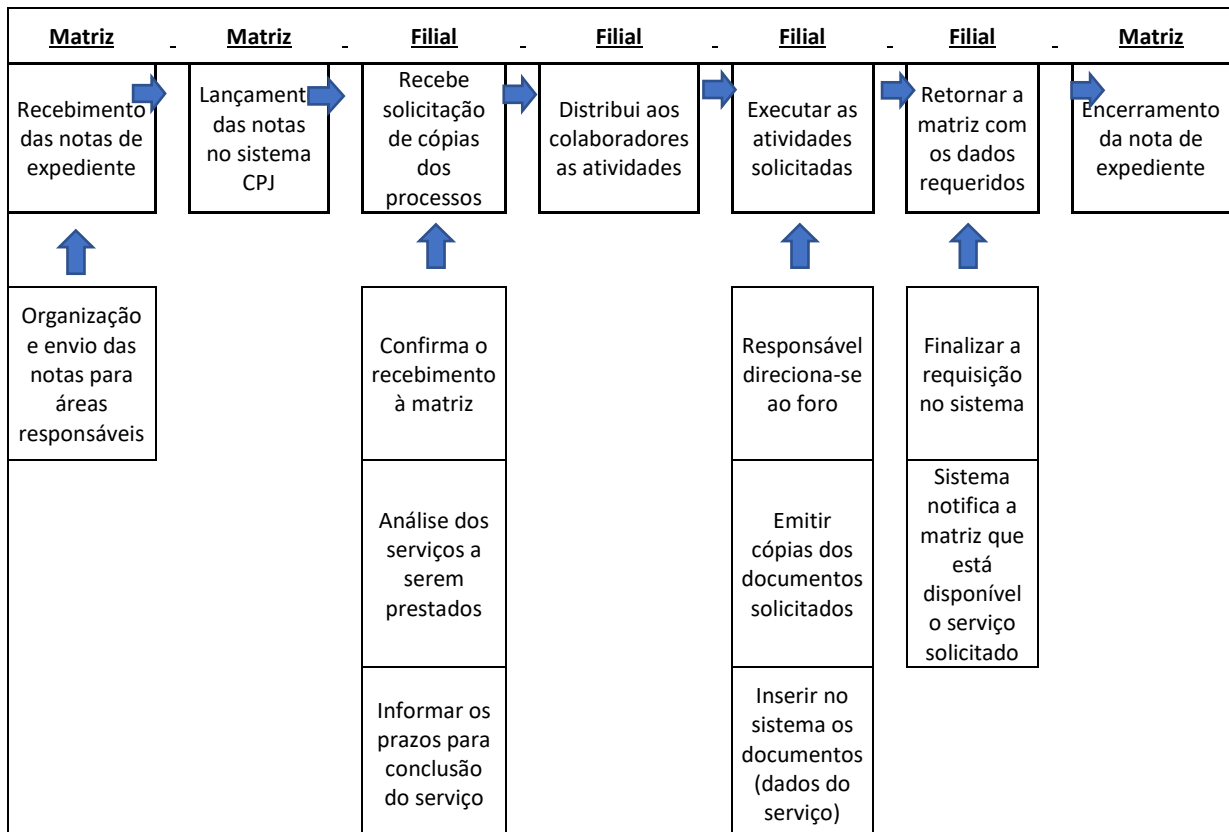 Matriz - Matriz - Filial - Filial - Filial - Filial - Matriz
Recebimento
das notas de
expediente
Lançament
das notas
no sistema
CPJ
Recebe
solicitação
de cópias
dos
processos
Distribui aos
colaboradores
as atividades
Executar as
atividades
solicitadas
Retornar a
matriz com
os dados
requeridos
Encerramento
da nota de
expediente
Organização
e envio das
notas para
áreas
responsáveis
Confirma o
recebimento
à matriz
Responsável
direciona-se
ao foro
Finalizar a
requisição
no sistema
Análise dos
serviços a
serem
prestados
Emitir
cópias dos
documentos
solicitados
Sistema
notifica a
matriz que
está
disponível
o serviço
solicitado
Informar os
prazos para
conclusão
do serviço
Inserir no
sistema os
documentos
(dados do
serviço)